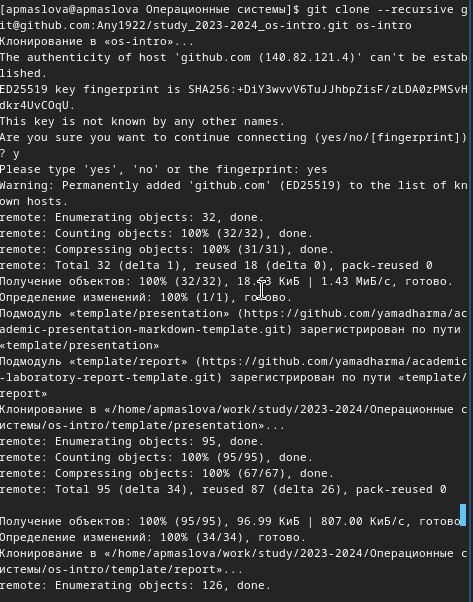 [apmaslova@apmaslova Операционные системы]$ git clone --recursive g
it@github.com:Any1922/study_2023-2024_os-intro.git os-intro
Клонирование в «os-intro»...
The authenticity of host 'github.com (140.82.121.4)' can't be estab
lished.
ED25519 key fingerprint is SHA256:+DiY3wvvV6TuJJhbpZisF/zLDA0zPMSvH
dkr4UvCOqU.
This key is not known by any other names.
Are you sure you want to continue connecting (yes/no/[fingerprint])
? y
Please type 'yes', 'no' or the fingerprint: yes
Warning: Permanently added 'github.com' (ED25519) to the list of kn
own hosts.
remote: Enumerating objects: 32, done.
remote: Counting objects: 100% (32/32), done.
remote: Compressing objects: 100% (31/31), done.
remote: Total 32 (delta 1), reused 18 (delta 0), pack-reused 0
Получение объектов: 100% (32/32), КиБ | 1.43 МиБ/с, готово.
Определение изменений: 100% (1/1), готово.
Подмодуль «template/presentation» (https://github.com/yamadharma/ac
ademic-presentation-markdown-template.git) зарегистрирован по пути
«template/presentation»
Подмодуль «template/report» (https://github.com/yamadharma/academic
-laboratory-report-template.git) зарегистрирован по пути «template/
report»
Клонирование в «/home/apmaslova/work/study/2023-2024/Операционные с
истемы/os-intro/template/presentation»...
remote: Enumerating objects: 95, done.
remote: Counting objects: 100% (95/95), done.
remote: Compressing objects: 100% (67/67), done.
remote: Total 95 (delta 34), reused 87 (delta 26), pack-reused 0
Получение объектов: 100% (95/95), 96.99 КиБ | 807.00 КиБ/с, готово
Определение изменений: 100% (34/34), готово.
Клонирование в «/home/apmaslova/work/study/2023-2024/Операционные с
истемы/os-intro/template/report»...
remote: Enumerating objects: 126, done.